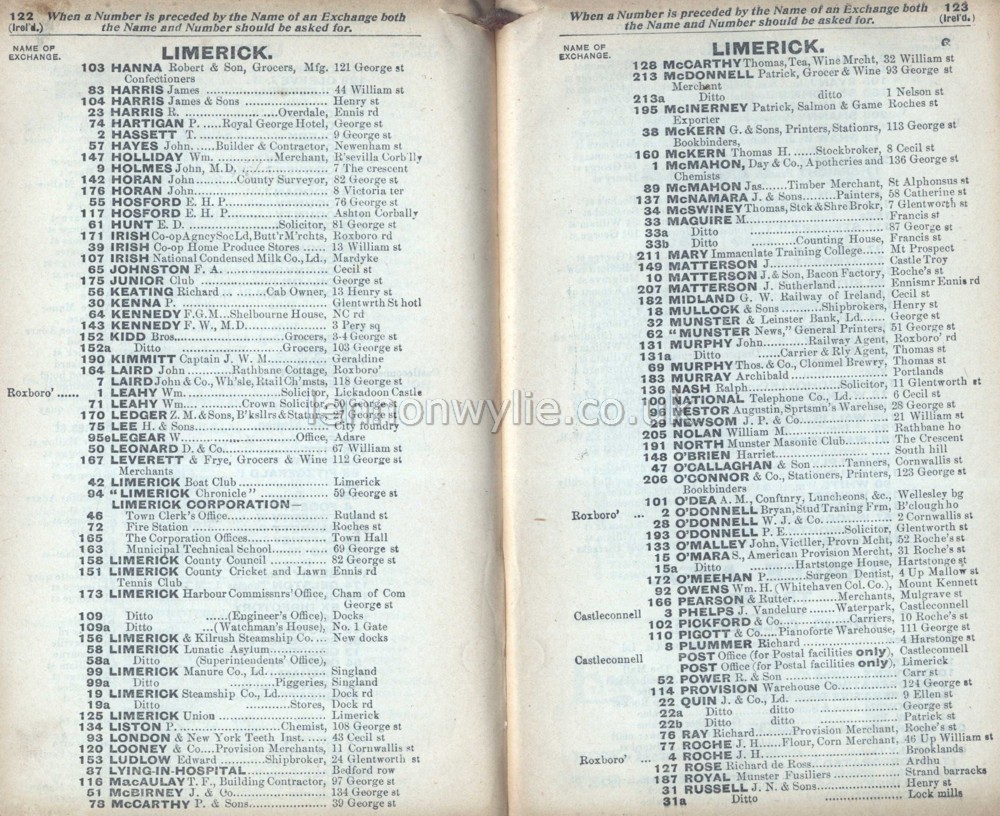 122 When a Number is preceded by the Name of an Exchange both
(Irel'd.) the Name and Number should be asked for.
NAME OF
EXCHANGE.
LIMERICK.
103 HANNA Robert & Son, Grocers, Mfg. 121 George st
Confectioners
83 HARRIS James ........ 44 William st
104 HARRIS James & Sons ........ Henry st
23 HARRIS R. ........ Overdale, Ennis rd
74 HARTIGAN P. ..... Royal George Hotel, George st
2 HASSETT T. ........ 9 George st
57 HAYES John. ..... Builder & Contractor, Newenham st
147 HOLLIDAY Wm. ........ Merchant, R'sevilla Corb'lly
9 HOLMES John, M.D. ........ 7 The crescent
142 HORAN John ........ County Surveyor, 82 George st
176 HORAN John ........ 8 Victoria ter
55 HOSFORD E. H. P. ........ 76 George st
117 HOSFORD E. H. P. ........ Ashton Corbally
61 HUNT E. D. ........ Solicitor, 81 George st
171 IRISH Co-op AgncySocLd, Butt'r M'rchts, Roxboro rd
39 IRISH Co-op Home Produce Stores ...... 13 William st
107 IRISH National Condensed Milk Co., Ld., Mardyke
65 JOHNSTON F. A. ........ Cecil st
175 JUNIOR Club ........ George st
56 KEATING Richard ........ Cab Owner, 13 Henry st
30 KENNA P. Glentwrth St hotl
64 KENNEDY F.G.M... Shelbourne House, NC rd
143 KENNEDY F. W., M.D. ........ 3 Pery sq
152 KIDD Bros. ........ Grocers, 3-4 George st
152a Ditto ........ Grocers, 103 George st
190 KIMMITT Captain J. W. M. ........ Geraldine
164 LAIRD John ........ Rathbane Cottage, Roxboro'
7 LAIRD John & Co., Wh'sle, Rtail Ch'msts, 118 George st
Roxboro' ...... 1 LEAHY Wm. ........ Solicitor, Lickadoon Castle
71 LEAHY Wm. ........ Crown Solicitor, 50 George st
170 LEDGER Z. M. & Sons, B'ksllrs & Statnrs, George st
75 LEE H. & Sons ........ City foundry
95e LEGEAR W. ........ Office, Adare
50 LEONARD D. & Co. ........ 67 William st
167 LEVERETT & Frye, Grocers & Wine 112 George st
Merchants
42 LIMERICK Boat Club ........ Limerick
94 " LIMERICK Chronicle " ........ 59 George st
LIMERICK CORPORATION—
46 Town Clerk's Office ........ Rutland st
72 Fire Station ........ Roches st
165 The Corporation Offices ........ Town Hall
163 Municipal Technical School ........ 69 George st
158 LIMERICK County Council ........ 82 George st
151 LIMERICK County Cricket and Lawn Ennis rd
Tennis Club
173 LIMERICK Harbour Commissnrs' Office, Cham of Com
George st
109 Ditto ...... (Engineer's Office), Docks
109a Ditto ... (Watchman's House), No. 1 Gate
156 LIMERICK & Kilrush Steamship Co. ... New docks
58 LIMERICK Lunatic Asylum ........
58a Ditto (Superintendents' Office),
99 LIMERICK Manure Co., Ld. ........ Singland
99a Ditto ........ Piggeries, Singland
19 LIMERICK Steamship Co., Ld. ........ Dock rd
19a Ditto ........ Stores, Dock rd
125 LIMERICK Union ........ Limerick
134 LISTON P. ........ Chemist, 108 George st
93 LONDON & New York Teeth Inst. ..... 43 Cecil st
120 LOONEY & Co.... Provision Merchants, 11 Cornwallis st
153 LUDLOW Edward ........ Shipbroker, 24 Glentworth st
87 LYING-IN-HOSPITAL ........ Bedford row
116 MacAULAY T. F., Building Contractor, 97 George st
51 McBIRNEY J. & Co. ........ 134 George st
73 McCARTHY P. & Sons ........ 39 George st
When a Number is preceded by the Name of an Exchange both 123
the Name and Number should be asked for. (Irel'd.)
NAME OF
EXCHANGE.
LIMERICK.
128 McCARTHY Thomas, Tea, Wine Mrcht, 32 William st
213 McDONNELL Patrick, Grocer & Wine 93 George st
Merchant
213a Ditto ditto 1 Nelson st
195 McINERNEY Patrick, Salmon & Game Roches st
Exporter
38 McKERN G. & Sons, Printers, Stationrs, 113 George st
Bookbinders,
160 McKERN Thomas H. ...... Stockbroker, 8 Cecil st
1 McMAHON, Day & Co., Apothcries and 136 George st
Chemists
89 McMAHON Jas. ...... Timber Merchant, St Alphonsus st
137 McNAMARA J. & Sons ........ Painters, 58 Catherine st
34 McSWINEY Thomas, Stck & Shre Brokr, 7 Glentworth st
33 MAGUIRE M. ........ Francis st
33a Ditto ........ 87 George st
33b Ditto ........ Counting House, Francis st
211 MARY Immaculate Training College ...... Mt Prospect
149 MATTERSON J. ........ Castle Troy
10 MATTERSON J. & Son, Bacon Factory, Roche's st
207 MATTERSON J. Sutherland ........ Ennismr Ennis rd
182 MIDLAND G. W. Railway of Ireland, Cecil st
18 MULLOCK & Sons ........ Shipbrokers, Henry st
32 MUNSTER & Leinster Bank, Ld. ...... George st
62 " MUNSTER News," General Printers, 51 George st
131 MURPHY John ........ Railway Agent, Roxboro' rd
131a Ditto ...... Carrier & Rly Agent, Thomas st
69 MURPHY Thos. & Co., Clonmel Brewry, Thomas st
183 MURRAY Archibald ........ Portlands
136 NASH Ralph ........ Solicitor, 11 Glenworth st
100 NATIONAL Telephone Co., Ld. ........ 6 Cecil st
98 NESTOR Augustin, Sprtsmn's Warehse, 28 George st
29 NEWSOM J. P. & Co. ........ 21 William st
205 NOLAN William M. ........ Rathbane ho
191 NORTH Munster Masonic Club ........ The Crescent
148 O'BRIEN Harriet ........ South hill
47 O'CALLAGHAN & Son ........ Tanners, Cornwallis st
206 O'CONNOR & Co., Stationers, Printers, 123 George st
Bookbinders
101 O'DEA A. M., Conftnry, Luncheons, &c., Wellesley bg
Roxboro' ... 2 O'DONNELL Bryan, Stud Traning Frm, B'clough ho
28 O'DONNELL W. J. & Co. ........ 2 Cornwallis st
193 O'DONNELL P. E. ........ Solicitor, Glentworth st
133 O'MALLEY John, Victller, Provn Mcht, 52 Roche's st
15 O'MARA S., American Provision Mercht, 31 Roche's st
15a Ditto ........ Hartstonge House, Hartstonge st
172 O'MEEHAN P. ........ Surgeon Dentist, 4 Up Mallow st
92 OWENS Wm. H. (Whitehaven Col. Co.), Mount Kennett
166 PEARSON & Rutter ........ Merchants, Mulgrave st
Castleconnell 3 PHELPS J. Vandelure ...... Waterpark, Castleconnell
102 PICKFORD & Co. ........ Carriers, 10 Roche's st
110 PIGOTT & Co. .... Pianoforte Warehouse, 111 George st
8 PLUMMER Richard ........ 4 Harstonge st
Castleconnell POST Office (for Postal facilities only), Castleconnell
POST Office (for Postal facilities only), Limerick
52 POWER R. & Son ........ Carr st
114 PROVISION Warehouse Co. ........ 124 George st
22 QUIN J. & Co., Ld. ........ 9 Ellen st
22a Ditto ditto ........ George st
22b Ditto ditto ........ Patrick st
76 RAY Richard ........ Provision Merchant, Roche's st
77 ROCHE J. H. ...... Flour, Corn Merchant, 46 Up William st
Roxboro' ... 4 ROCHE J. H. ........ Brooklands
127 ROSE Richard de Ross ........ Ardhu
187 ROYAL Munster Fusiliers ........ Strand barracks
31 RUSSELL J. N. & Sons ........ Henry st
31a Ditto ........ Lock mills
lennonwylie.co.uk